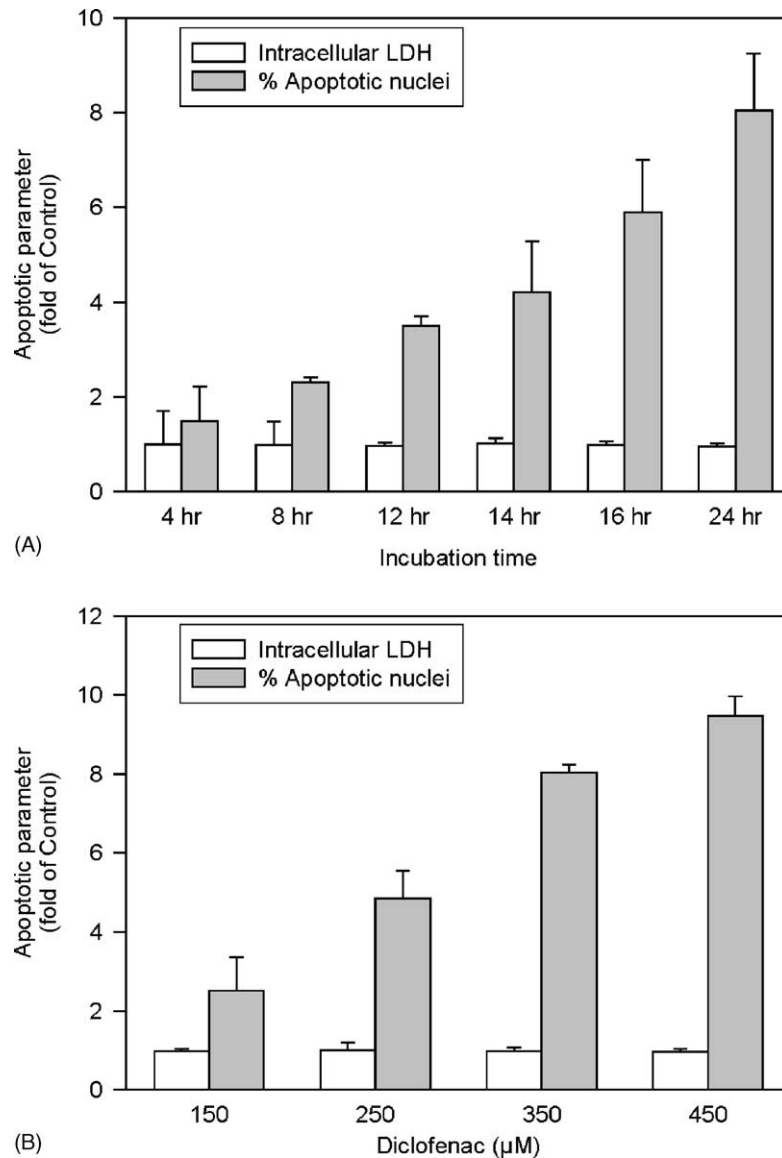 10
8
6
4
2
0
Apoptotic parameter
(fold of Control)
Intracellular LDH
% Apoptotic nuclei
4 hr 8 hr 12 hr 14 hr 16 hr 24 hr
Incubation time
(A)
12
10
8
6
4
2
0
Apoptotic parameter
(fold of Control)
Intracellular LDH
% Apoptotic nuclei
150 250 350 450
Diclofenac (µM)
(B)